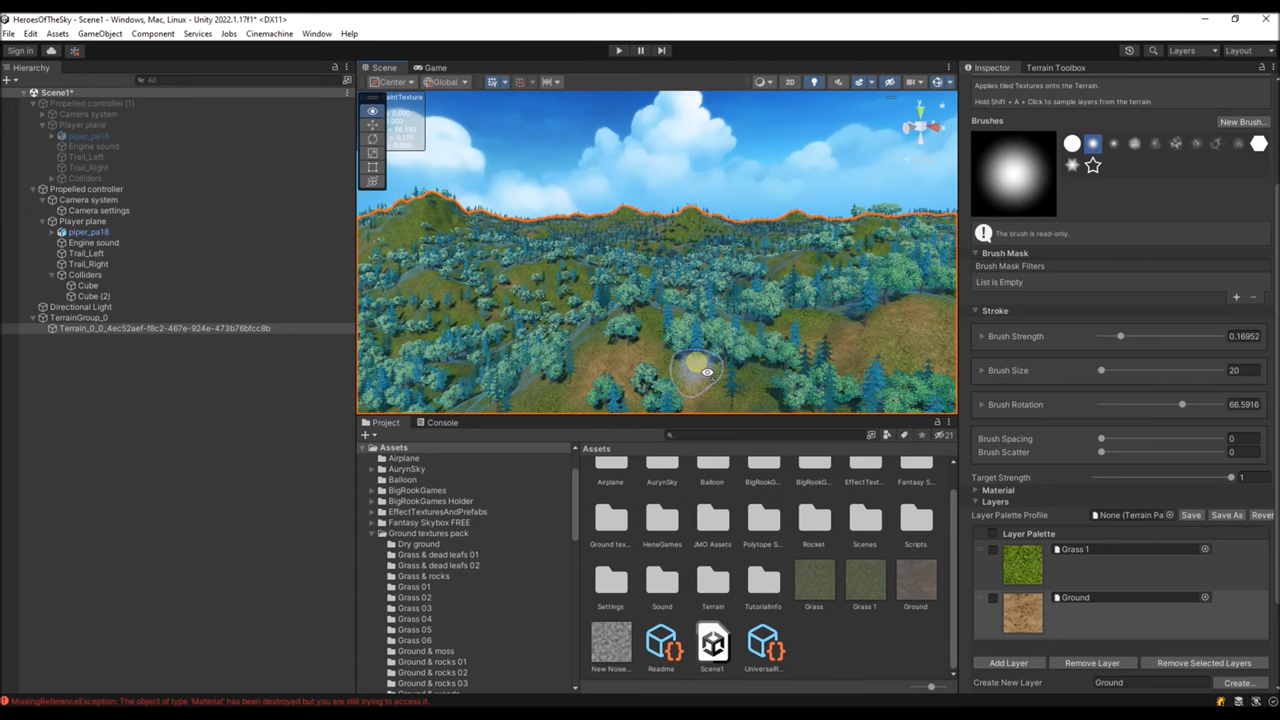 HeroesOfTheSky - Scene1 - Windows, Mac, Linux - Unity 2022.1.17f1* <DX11>
File Edit Assets GameObject Component Services Jobs Cinemachine Window Help
Sign in
Layers Layout
Hierarchy
All
Scene1*
Propelled controller (1)
Camera system
Player plane
piper_pa18
Engine sound
Trail_Left
Trail_Right
Colliders
Propelled controller
Camera system
Camera settings
Player plane
piper_pa18
Engine sound
Trail_Left
Trail_Right
Colliders
Cube
Cube (2)
Directional Light
TerrainGroup_0
Terrain_0_0_4ec52aef-f8c2-467e-924e-473b76bfcc8b
Scene Game
Center Global 2D
Project Console
21
Assets
Airplane
AurynSky
Balloon
BigRookGames
BigRookGames Holder
EffectTexturesAndPrefabs
Fantasy Skybox FREE
Ground textures pack
Dry ground
Grass & dead leafs 01
Grass & dead leafs 02
Grass & rocks
Grass 01
Grass 02
Grass 03
Grass 04
Grass 05
Grass 06
Ground & moss
Ground & rocks 01
Ground & rocks 02
Ground & rocks 03
Assets
Airplane AurynSky Balloon BigRookG... BigRookG... EffectText... Fantasy S...
Ground tex... HeneGames JMO Assets Polytope S... Rocket Scenes Scripts
Settings Sound Terrain TutorialInfo Grass Grass 1 Ground
New Noise... Readme Scene1 UniversalR...
Inspector Terrain Toolbox
Applies tiled Textures onto the Terrain.
Hold Shift + A + Click to sample layers from the terrain.
Brushes
New Brush...
The brush is read-only.
Brush Mask
Brush Mask Filters
List is Empty
Stroke
Brush Strength 0.16952
Brush Size 20
Brush Rotation 66.5916
Brush Spacing 0
Brush Scatter 0
Target Strength 1
Material
Layers
Layer Palette Profile None (Terrain Pa Save Save As Rever
Layer Palette
Grass 1
Ground
Add Layer Remove Layer Remove Selected Layers
Create New Layer Ground Create...
MissingReferenceException: The object of type 'Material' has been destroyed but you are still trying to access it.